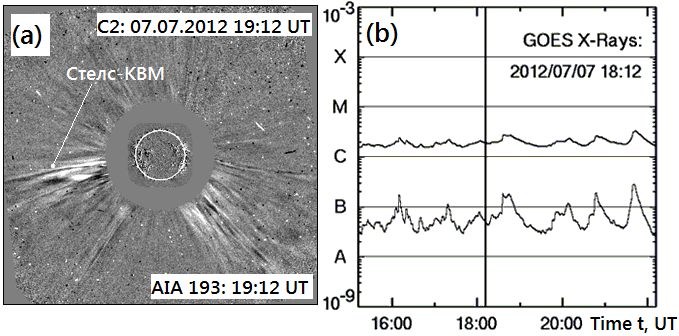 (a)
C2: 07.07.2012 19:12 UT
Стелс-КВМ
AIA 193: 19:12 UT
(b)
10-3
GOES X-Rays:
2012/07/07 18:12
X
M
C
B
A
10-9
16:00 18:00 20:00 Time t, UT